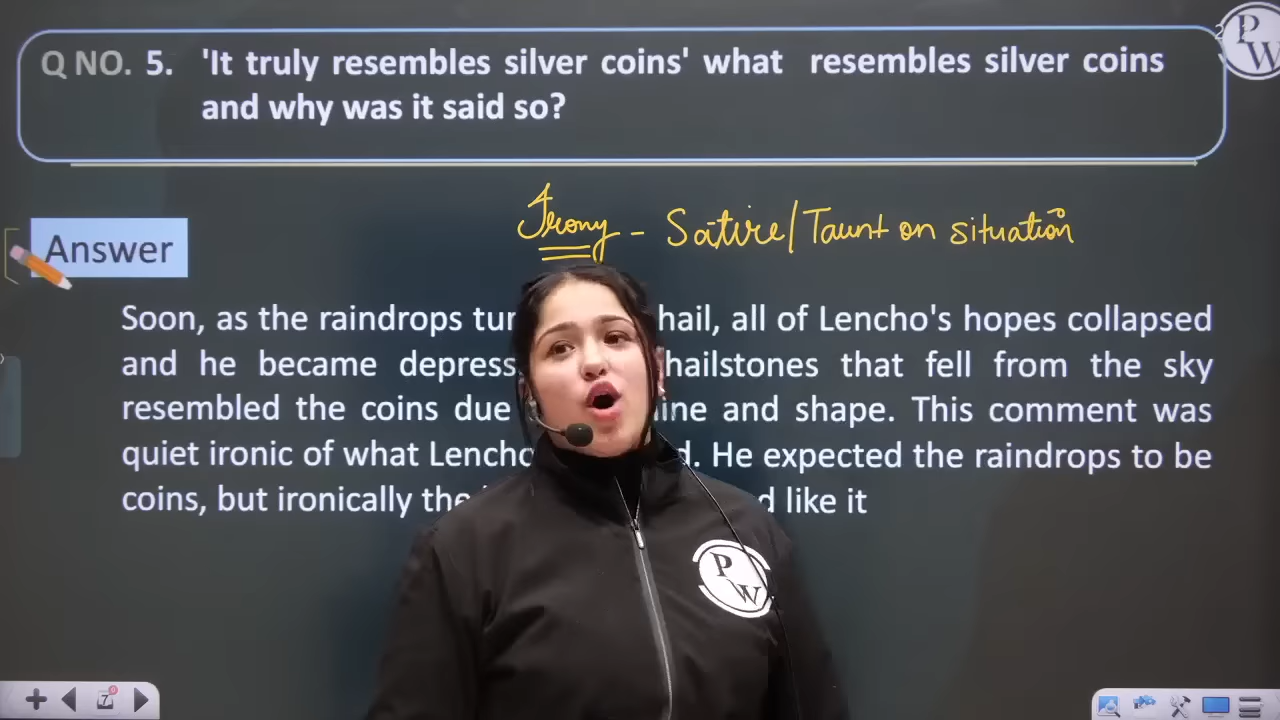 Q NO. 5. 'It truly resembles silver coins' what resembles silver coins
and why was it said so?
PW
Irony - Satire/Taunt on situation
Answer
Soon, as the raindrops tur hail, all of Lencho's hopes collapsed
and he became depress hailstones that fell from the sky
resembled the coins due ine and shape. This comment was
quiet ironic of what Lencho d. He expected the raindrops to be
coins, but ironically the d like it
PW
7